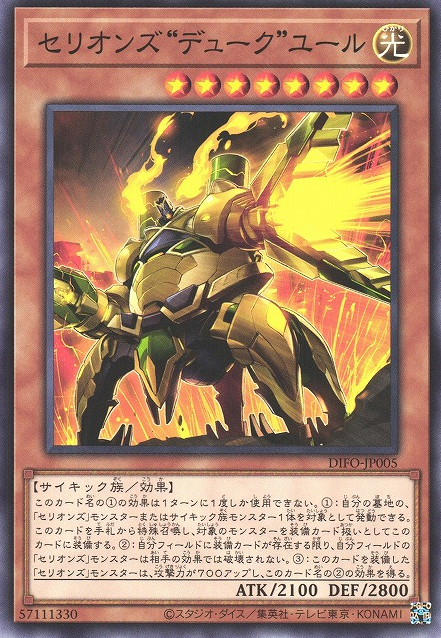 セリオンズ“デューク”ユール
光
DIFO-JP005
【サイキック族／効果】
このカード名の①の効果は1ターンに1度しか使用できない。①：自分の墓地の、
「セリオンズ」モンスターまたはサイキック族モンスター1体を対象として発動できる。
このカードを手札から特殊召喚し、対象のモンスターを装備カード扱いとしてこの
カードに装備する。②：自分フィールドに装備カードが存在する限り、自分フィールドの
「セリオンズ」モンスターは相手の効果では破壊されない。③：このカードを装備した
「セリオンズ」モンスターは、攻撃力が700アップし、このカード名の②の効果を得る。
ATK/2100 DEF/2800
57111330
©スタジオ・ダイス／集英社・テレビ東京・KONAMI